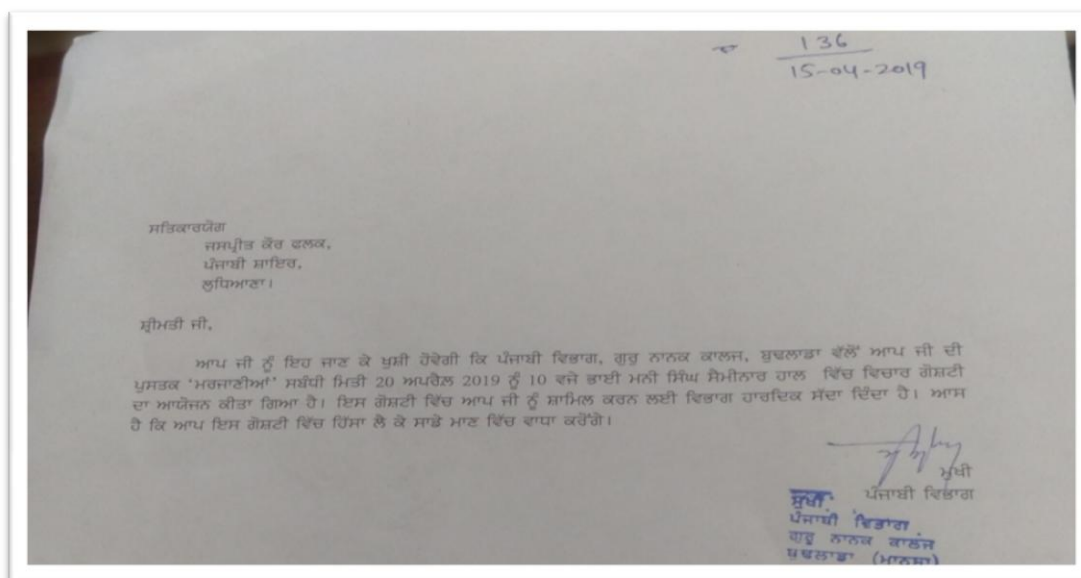 136
15-04-2019
ਸਤਿਕਾਰਯੋਗ
ਜਸਪ੍ਰੀਤ ਕੌਰ ਫਲਕ,
ਪੰਜਾਬੀ ਸ਼ਾਇਰ,
ਲੁਧਿਆਣਾ।
ਸ਼੍ਰੀਮਤੀ ਜੀ,
ਆਪ ਜੀ ਨੂੰ ਇਹ ਜਾਣ ਕੇ ਖੁਸ਼ੀ ਹੋਵੇਗੀ ਕਿ ਪੰਜਾਬੀ ਵਿਭਾਗ, ਗੁਰੂ ਨਾਨਕ ਕਾਲਜ, ਬੁਢਲਾਡਾ ਵੱਲੋਂ ਆਪ ਜੀ ਦੀ
ਪੁਸਤਕ 'ਮਰਜਾਣੀਆਂ' ਸਬੰਧੀ ਮਿਤੀ 20 ਅਪਰੈਲ 2019 ਨੂੰ 10 ਵਜੇ ਭਾਈ ਮਨੀ ਸਿੰਘ ਸੈਮੀਨਾਰ ਹਾਲ ਵਿੱਚ ਵਿਚਾਰ ਗੋਸ਼ਟੀ
ਦਾ ਆਯੋਜਨ ਕੀਤਾ ਗਿਆ ਹੈ। ਇਸ ਗੋਸ਼ਟੀ ਵਿੱਚ ਆਪ ਜੀ ਨੂੰ ਸ਼ਾਮਿਲ ਕਰਨ ਲਈ ਵਿਭਾਗ ਹਾਰਦਿਕ ਸੱਦਾ ਦਿੰਦਾ ਹੈ। ਆਸ
ਹੈ ਕਿ ਆਪ ਇਸ ਗੋਸ਼ਟੀ ਵਿੱਚ ਹਿੱਸਾ ਲੈ ਕੇ ਸਾਡੇ ਮਾਣ ਵਿੱਚ ਵਾਧਾ ਕਰੋਂਗੇ।
ਮੁਖੀ
ਪੰਜਾਬੀ ਵਿਭਾਗ
ਮੁਖੀ
ਪੰਜਾਬੀ ਵਿਭਾਗ
ਗੁਰੂ ਨਾਨਕ ਕਾਲਜ
ਬੁਢਲਾਡਾ (ਮਾਨਸਾ)